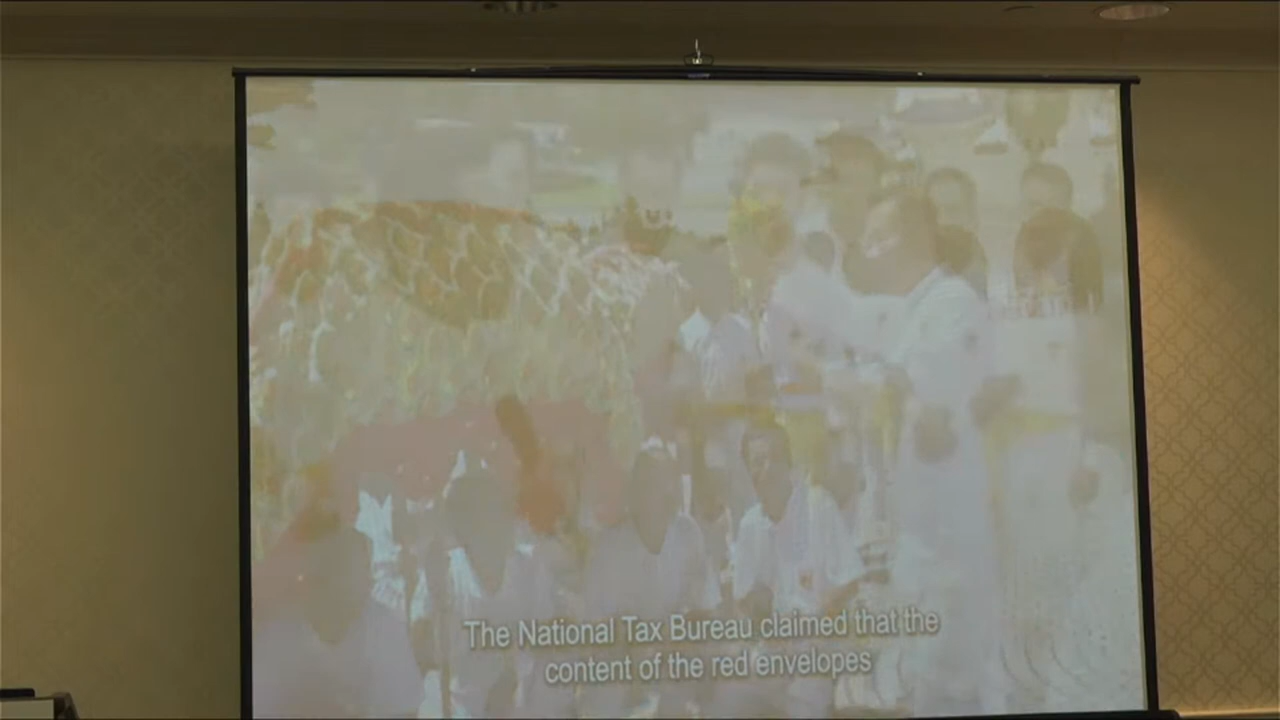 The National Tax Bureau claimed that the
content of the red envelopes